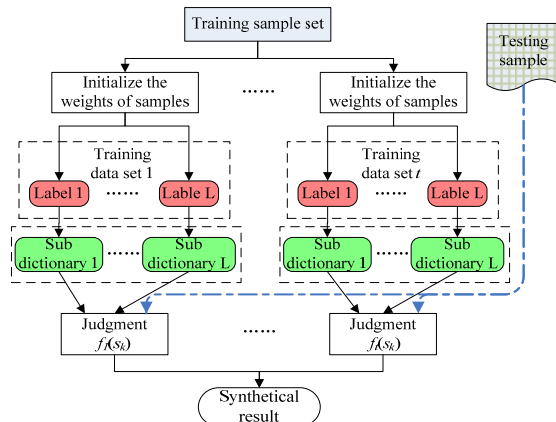 Training sample set
Testing
sample
Initialize the
weights of samples
......
Initialize the
weights of samples
Training
data set 1
Training
data set t
Label 1
......
Lable L
Label 1
......
Lable L
Sub
dictionary 1
......
Sub
dictionary L
Sub
dictionary 1
......
Sub
dictionary L
Judgment
f1(sk)
......
Judgment
ft(sk)
Synthetical
result